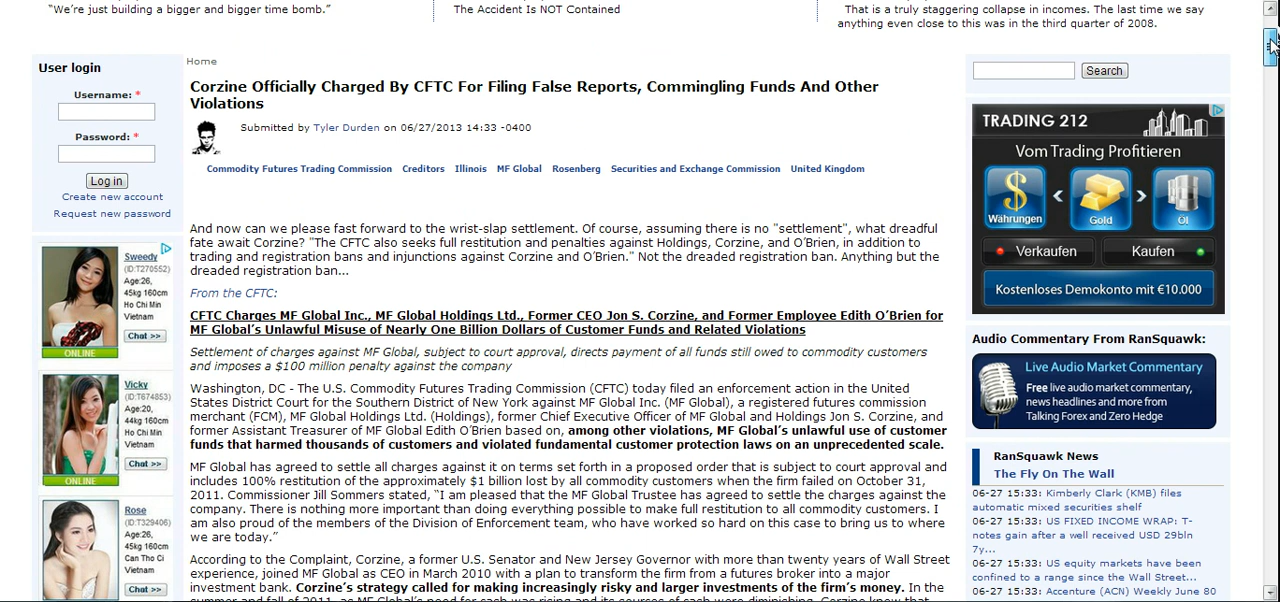 “We’re just building a bigger and bigger time bomb.”
The Accident Is NOT Contained
That is a truly staggering collapse in incomes. The last time we say
anything even close to this was in the third quarter of 2008.
User login
Username: *
Password: *
Log in
Create new account
Request new password
Sweedy
(ID:T270552)
Age:26,
45kg 160cm
Ho Chi Min
Vietnam
Chat >>
ONLINE
Vicky
(ID:T674853)
Age:20,
44kg 160cm
Ho Chi Min
Vietnam
Chat >>
ONLINE
Rose
(ID:T329406)
Age:26,
46kg 160cm
Can Tho Ci
Vietnam
Chat >>
Home
Corzine Officially Charged By CFTC For Filing False Reports, Commingling Funds And Other
Violations
Submitted by Tyler Durden on 06/27/2013 14:33 -0400
Commodity Futures Trading Commission Creditors Illinois MF Global Rosenberg Securities and Exchange Commission United Kingdom
And now can we please fast forward to the wrist-slap settlement. Of course, assuming there is no "settlement", what dreadful
fate await Corzine? "The CFTC also seeks full restitution and penalties against Holdings, Corzine, and O’Brien, in addition to
trading and registration bans and injunctions against Corzine and O’Brien." Not the dreaded registration ban. Anything but the
dreaded registration ban...
From the CFTC:
CFTC Charges MF Global Inc., MF Global Holdings Ltd., Former CEO Jon S. Corzine, and Former Employee Edith O’Brien for
MF Global’s Unlawful Misuse of Nearly One Billion Dollars of Customer Funds and Related Violations
Settlement of charges against MF Global, subject to court approval, directs payment of all funds still owed to commodity customers
and imposes a $100 million penalty against the company
Washington, DC - The U.S. Commodity Futures Trading Commission (CFTC) today filed an enforcement action in the United
States District Court for the Southern District of New York against MF Global Inc. (MF Global), a registered futures commission
merchant (FCM), MF Global Holdings Ltd. (Holdings), former Chief Executive Officer of MF Global and Holdings Jon S. Corzine, and
former Assistant Treasurer of MF Global Edith O’Brien based on, among other violations, MF Global’s unlawful use of customer
funds that harmed thousands of customers and violated fundamental customer protection laws on an unprecedented scale.
MF Global has agreed to settle all charges against it on terms set forth in a proposed order that is subject to court approval and
includes 100% restitution of the approximately $1 billion lost by all commodity customers when the firm failed on October 31,
2011. Commissioner Jill Sommers stated, “I am pleased that the MF Global Trustee has agreed to settle the charges against the
company. There is nothing more important than doing everything possible to make full restitution to all commodity customers. I
am also proud of the members of the Division of Enforcement team, who have worked so hard on this case to bring us to where
we are today.”
According to the Complaint, Corzine, a former U.S. Senator and New Jersey Governor with more than twenty years of Wall Street
experience, joined MF Global as CEO in March 2010 with a plan to transform the firm from a futures broker into a major
investment bank. Corzine’s strategy called for making increasingly risky and larger investments of the firm’s money. In the
summer and fall of 2011, as MF Global’s need for cash was rising and its sources of cash were diminishing, Corzine knew that
Search
TRADING 212
Vom Trading Profitieren
Währungen
Gold
Öl
Verkaufen
Kaufen
Kostenloses Demokonto mit €10.000
Audio Commentary From RanSquawk:
Live Audio Market Commentary
Free live audio market commentary,
news headlines and more from
Talking Forex and Zero Hedge
RanSquawk News
The Fly On The Wall
06-27 15:33: Kimberly Clark (KMB) files
automatic mixed securities shelf
06-27 15:33: US FIXED INCOME WRAP: T-
notes gain after a well received USD 29bln
7y...
06-27 15:33: US equity markets have
been confined to a range since the Wall Street...
06-27 15:33: Accenture (ACN) Weekly June 80